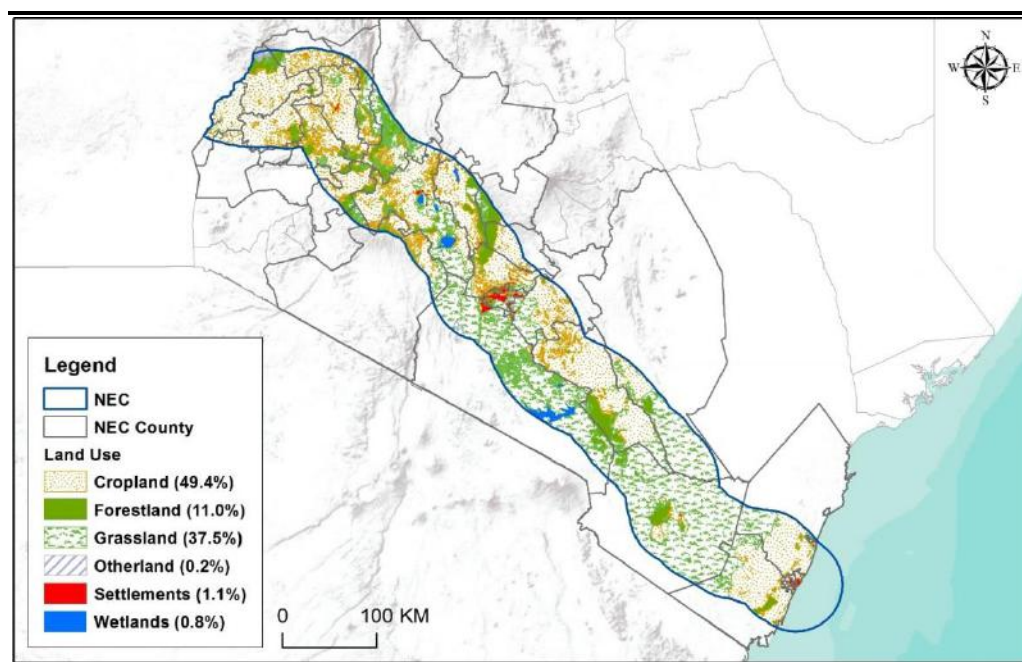 N
W E
S
Legend
NEC
NEC County
Land Use
Cropland (49.4%)
Forestland (11.0%)
Grassland (37.5%)
Otherland (0.2%)
Settlements (1.1%)
Wetlands (0.8%)
0 100 KM